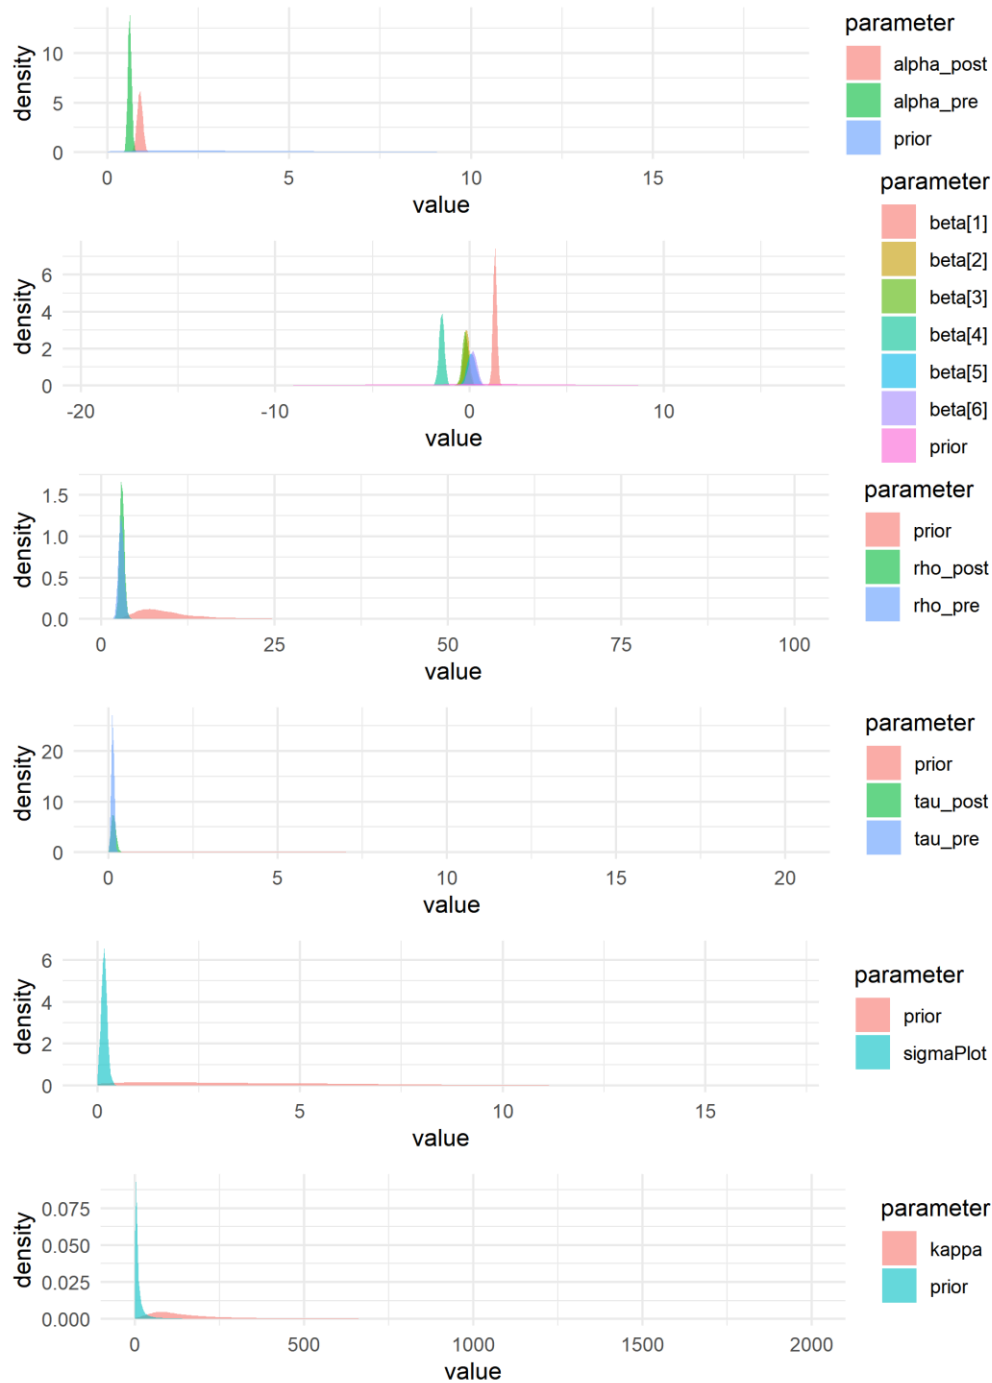 parameter
alpha_post
alpha_pre
prior
density
10
5
0
0
5
10
15
value
parameter
beta[1]
beta[2]
beta[3]
beta[4]
beta[5]
beta[6]
prior
density
6
4
2
0
-20
-10
0
10
value
parameter
prior
rho_post
rho_pre
density
1.5
1.0
0.5
0.0
0
25
50
75
100
value
parameter
prior
tau_post
tau_pre
density
20
10
0
0
5
10
15
20
value
parameter
prior
sigmaPlot
density
6
4
2
0
0
5
10
15
value
parameter
kappa
prior
density
0.075
0.050
0.025
0.000
0
500
1000
1500
2000
value